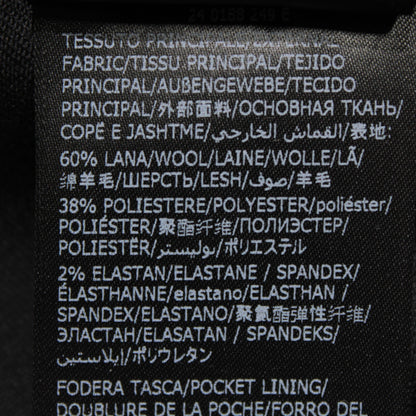 TESSUTO PRINCIPALE/EXTERNAL
FABRIC/TISSU PRINCIPAL/TEJIDO
PRINCIPAL/AUßENGEWEBE/TECIDO
PRINCIPAL/外部面料/ОСНОВНАЯ ТКАНЬ/
COPË E JASHTME/القماش الخارجي/表地:
60% LANA/WOOL/LAINE/WOLLE/LÃ/
绵羊毛/ШЕРСТЬ/LESH/صوف/羊毛
38% POLIESTERE/POLYESTER/poliéster/
POLIÉSTER/聚酯纤维/ПОЛИЭСТЕР/
POLIESTËR/بوليستر/ポリエステル
2% ELASTAN/ELASTANE / SPANDEX/
ÉLASTHANNE/elastano/ELASTHAN /
SPANDEX/ELASTANO/聚氨酯弹性纤维/
ЭЛАСТАН/ELASATAN / SPANDEKS/
إيلاستين/ポリウレタン
FODERA TASCA/POCKET LINING/
DOUBLURE DE LA POCHE/FORRO DEL